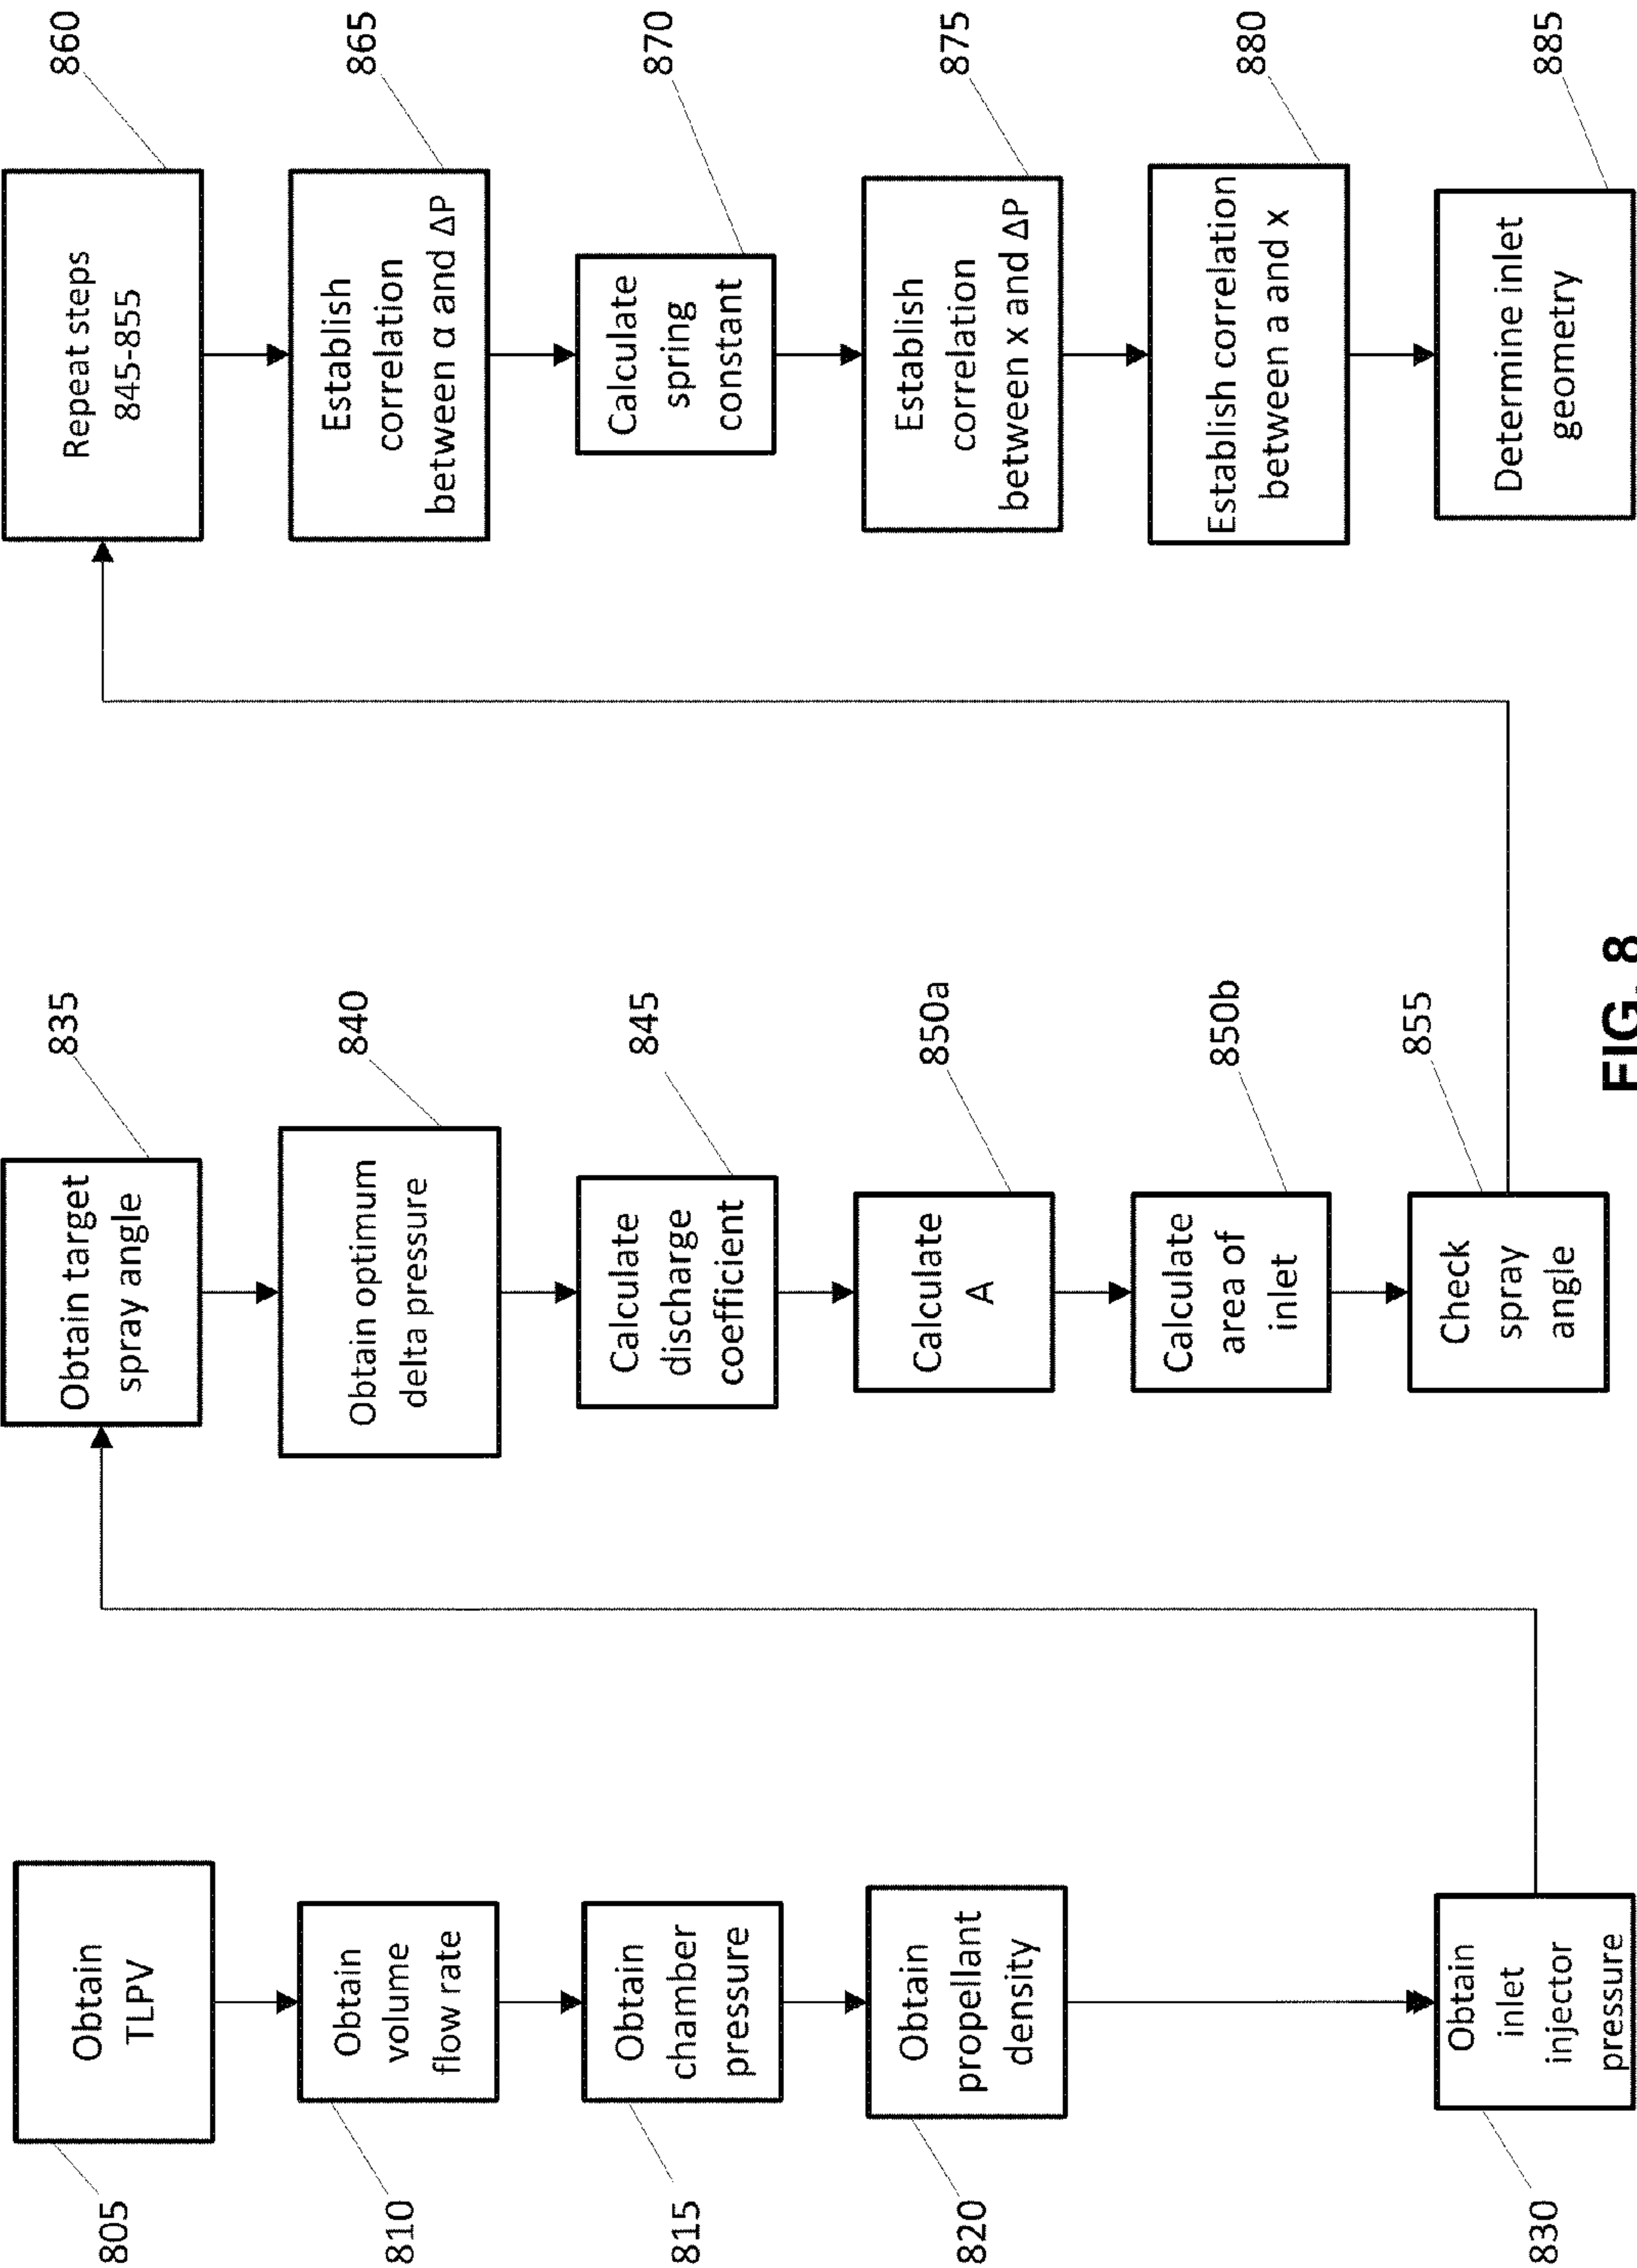 805
Obtain
TLPV
810
Obtain
volume
flow rate
815
Obtain
chamber
pressure
820
Obtain
propellant
density
830
Obtain
inlet
injector
pressure
835
Obtain target
spray angle
840
Obtain optimum
delta pressure
845
Calculate
discharge
coefficient
850a
Calculate
A
850b
Calculate
area of
inlet
855
Check
spray
angle
860
Repeat steps
845-855
865
Establish
correlation
between α and ΔP
870
Calculate
spring
constant
875
Establish
correlation
between x and ΔP
880
Establish correlation
between a and x
885
Determine inlet
geometry
FIG. 8